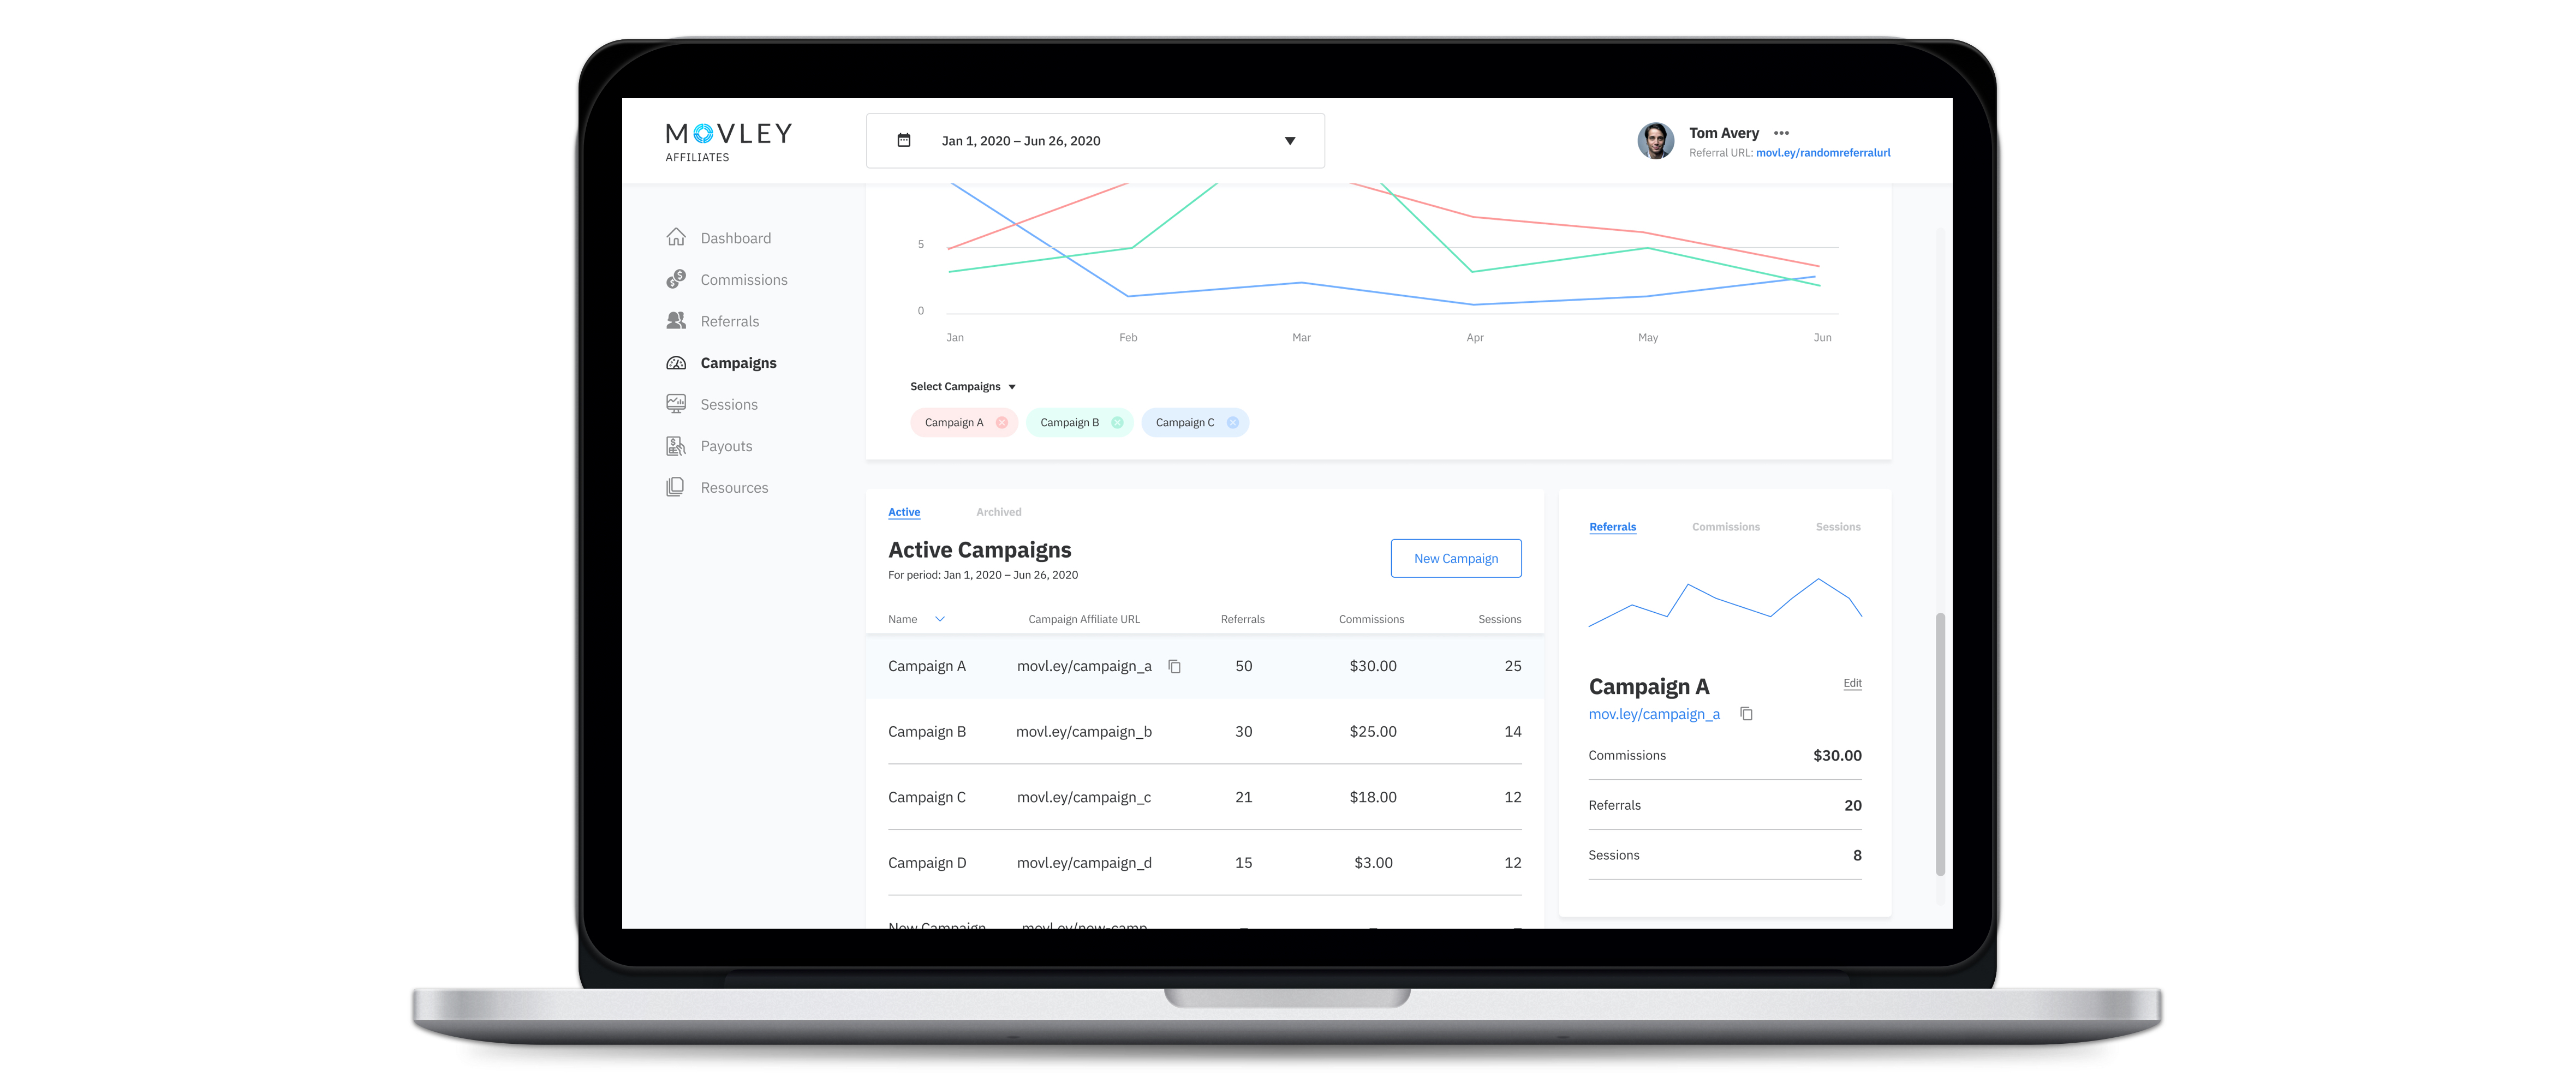 MOVLEY
AFFILIATES
Jan 1, 2020 – Jun 26, 2020
Tom Avery
Referral URL: movl.ey/randomreferralurl
Dashboard
Commissions
Referrals
Campaigns
Sessions
Payouts
Resources
5
0
Jan Feb Mar Apr May Jun
Select Campaigns
Campaign A Campaign B Campaign C
Active Archived
Active Campaigns
For period: Jan 1, 2020 – Jun 26, 2020
New Campaign
Name Campaign Affiliate URL Referrals Commissions Sessions
Campaign A movl.ey/campaign_a 50 $30.00 25
Campaign B movl.ey/campaign_b 30 $25.00 14
Campaign C movl.ey/campaign_c 21 $18.00 12
Campaign D movl.ey/campaign_d 15 $3.00 12
New Campaign movl.ey/new-camp
Referrals Commissions Sessions
Campaign A
Edit
mov.ley/campaign_a
Commissions $30.00
Referrals 20
Sessions 8